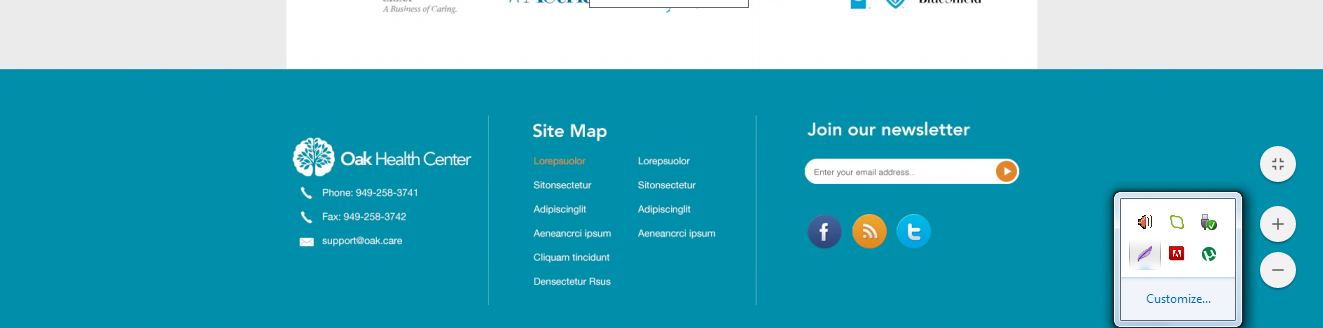 A Business of Caring.
Oak Health Center
Phone: 949-258-3741
Fax: 949-258-3742
support@oak.care
Site Map
Lorepsuolor
Sitonsectetur
Adipiscinglit
Aeneancrci ipsum
Cliquam tincidunt
Densectetur Rsus
Lorepsuolor
Sitonsectetur
Adipiscinglit
Aeneancrci ipsum
Join our newsletter
Enter your email address...
Customize...